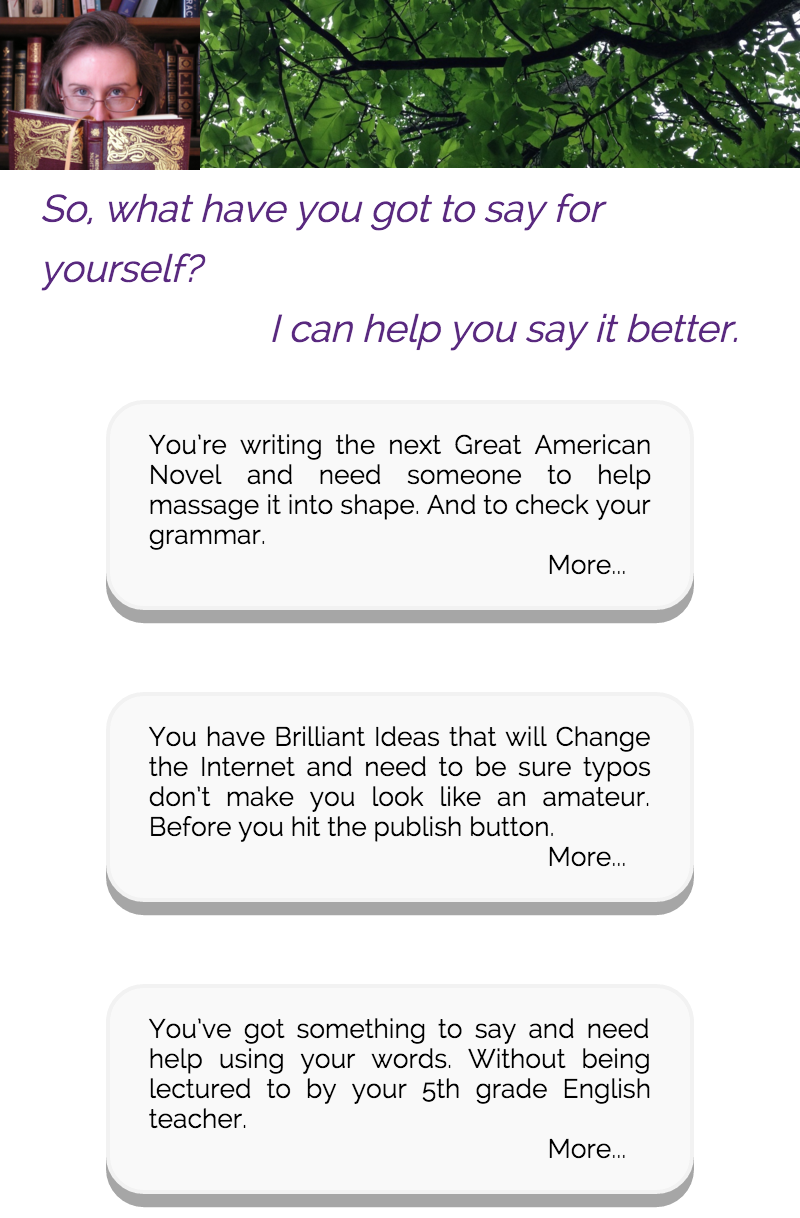 So, what have you got to say for
yourself?
I can help you say it better.
You're writing the next Great American
Novel and need someone to help
massage it into shape. And to check your
grammar.
More...
You have Brilliant Ideas that will Change
the Internet and need to be sure typos
don't make you look like an amateur.
Before you hit the publish button.
More...
You've got something to say and need
help using your words. Without being
lectured to by your 5th grade English
teacher.
More...